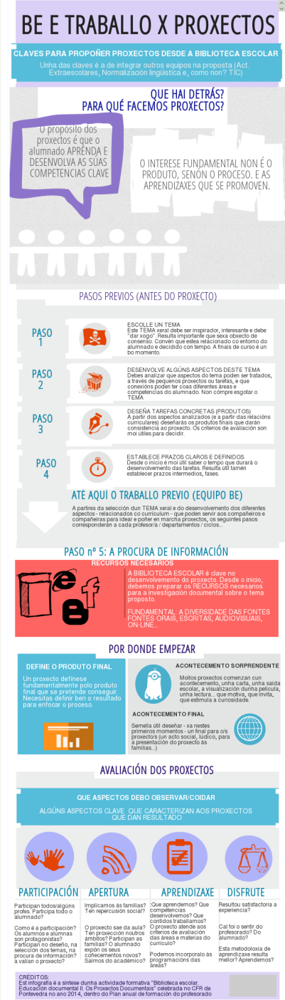 BE E TRABALLO X PROXECTOS
CLAVES PARA PROPOÑER PROXECTOS DESDE A BIBLIOTECA ESCOLAR
Unha das claves é a de integrar outros equipos na proposta (Act.
Extraescolares, Normalización lingüística e, como non? TIC)
QUE HAI DETRÁS?
PARA QUÉ FACEMOS PROXECTOS?
O propósito dos
proxectos é que o
alumnado APRENDA E
DESENVOLVA AS SÚAS
COMPETENCIAS CLAVE
O INTERESE FUNDAMENTAL NON É O
PRODUTO, SENÓN O PROCESO. E AS
APRENDIZAXES QUE SE PROMOVEN.
PASOS PREVIOS (ANTES DO PROXECTO)
PASO
1
ESCOLLE UN TEMA
Este TEMA xeral debe ser inspirador, interesante e debe
"dar xogo". Resulta importante que sexa obxecto de
consenso. Convén que estea relacionado co entorno do
alumnado e decidido con tempo. A finais de curso é un
bo momento.
PASO
2
DESENVOLVE ALGÚNS ASPECTOS DESTE TEMA
Debes analizar que aspectos do tema poden ser tratados,
a través de pequenos proxectos ou tarefas, e que
conexións poden ter coas diferentes áreas e
competencias do alumnado. Non cómpre esgotar o
TEMA
PASO
3
DESEÑA TAREFAS CONCRETAS (PRODUTOS)
A partir dos aspectos analizados (e a partir das relacións
curriculares) deseñarás os produtos finais que darán
consistencia ao proxecto. Os criterios de avaliación son
moi útiles para decidir.
PASO
4
ESTABLECE PRAZOS CLAROS E DEFINIDOS
Desde o inicio é moi útil saber o tempo que durará o
desenvolvemento das tarefas. Resulta útil tamén
establecer prazos intermedios, fases.
ATÉ AQUÍ O TRABALLO PREVIO (EQUIPO BE)
A partires da selección dun TEMA xeral e do desenvolvemento dos diferentes
aspectos - relacionados co currículum - que poden servir aos compañeiros e
compañeiras para idear e poñer en marcha proxectos, os seguintes pasos
corresponderán a cada profesor/a / departamentos / ciclos...
PASO nº 5: A PROCURA DE INFORMACIÓN
RECURSOS NECESARIOS
A BIBLIOTECA ESCOLAR é clave no
desenvolvemento do proxecto. Desde o inicio,
debemos preparar os RECURSOS necesarios
para a investigación documental sobre o tema
proposto.
FUNDAMENTAL: A DIVERSIDADE DAS FONTES
FONTES ORAIS, ESCRITAS, AUDIOVISUAIS,
ON-LINE...
POR DONDE EMPEZAR
DEFINE O PRODUTO FINAL
Un proxecto defínese
fundamentalmente polo produto
final que se pretende conseguir.
Necesitas definir ben o resultado
para enfocar o proceso.
ACONTECEMENTO SORPRENDENTE
Moitos proxectos comenzan cun
acontecemento, unha carta, unha saída
escolar, a visualización dunha película,
unha lectura... que motiva, que invita,
que estimula a curiosidade.
ACONTECEMENTO FINAL
Semella útil deseñar - xa nestes
primeiros momentos - un final para o/s
proxecto/s (un acto social, lúdico, para
a presentación do proxecto ás
familias...)
AVALIACIÓN DOS PROXECTOS
QUE ASPECTOS DEBO OBSERVAR/COIDAR
ALGÚNS ASPECTOS CLAVE QUE CARACTERIZAN AOS PROXECTOS
QUE DAN RESULTADO
PARTICIPACIÓN
Participan todos/algúns
profes. Participa todo o
alumnado?
Como é a participación?
Os alumnos e alumnas
son protagonistas?
Participan no deseño, na
selección dos temas, na
procura de información?
a valían o proxecto?
APERTURA
Implicamos ás familias?
Ten repercusión social?
O proxecto sae da aula?
Ten proxección noutros
ámbitos? Participan as
familias? O alumnado
expón os seus
coñecementos novos?
Saímos do académico?
APRENDIZAXE
¿Que aprendemos? Que
competencias
desenvolvemos? Que
contidos traballamos?
O proxecto atende aos
criterios de avaliación
das áreas e materias do
currículo?
Podemos incorporalo ás
programacións das
áreas?
DISFRUTE
Resultou satisfactoria a
experiencia?
Cal foi o sentir do
profesorado? Do
alumnado?
Esta metodoloxía de
aprendizaxe resulta
mellor? Aprendemos?
CRÉDITOS:
Esta infografía é a síntese dunha actividade formativa "Biblioteca escolar.
Educación documental II. Os Proxectos Documentais" celebrada no CFR de
Pontevedra no ano 2014, dentro do Plan anual de formación do profesorado